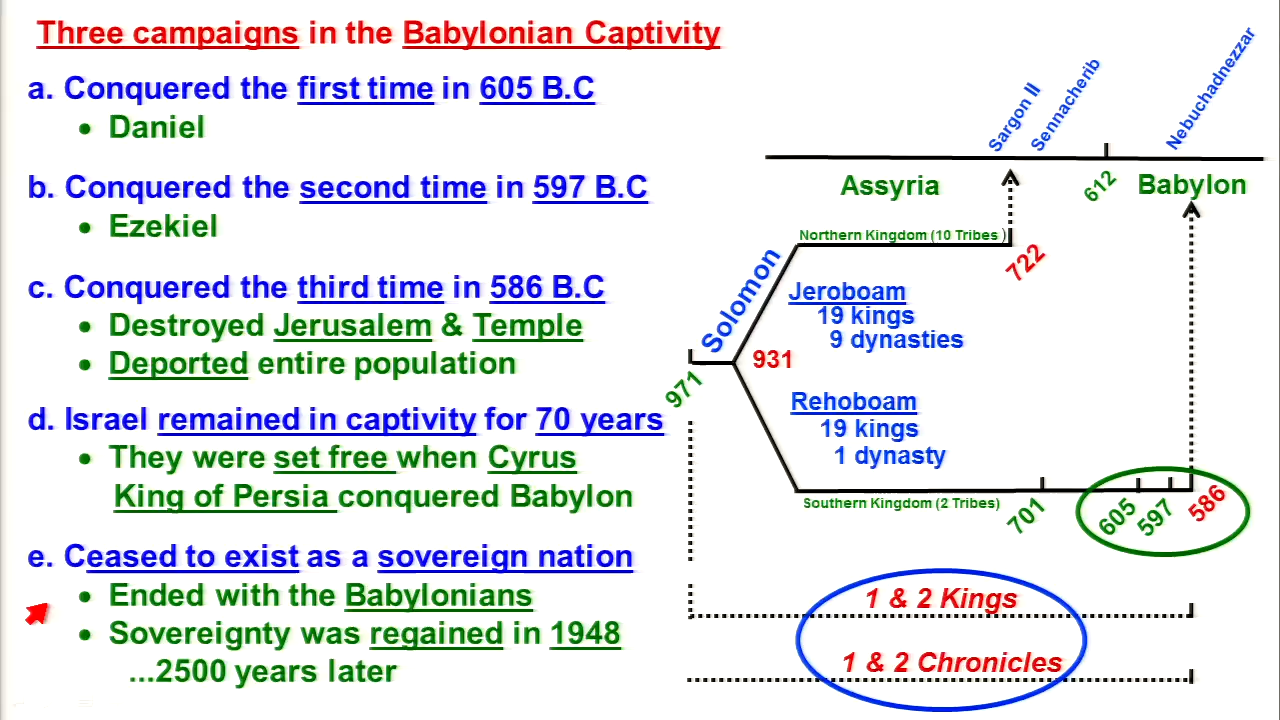 Three campaigns in the Babylonian Captivity
a. Conquered the first time in 605 B.C
• Daniel
b. Conquered the second time in 597 B.C
• Ezekiel
c. Conquered the third time in 586 B.C
• Destroyed Jerusalem & Temple
• Deported entire population
d. Israel remained in captivity for 70 years
• They were set free when Cyrus
King of Persia conquered Babylon
e. Ceased to exist as a sovereign nation
• Ended with the Babylonians
• Sovereignty was regained in 1948
...2500 years later
Sargon II
Sennacherib
Nebuchadnezzar
Assyria
612
Babylon
Northern Kingdom (10 Tribes)
722
Solomon
Jeroboam
19 kings
9 dynasties
971
931
Rehoboam
19 kings
1 dynasty
Southern Kingdom (2 Tribes)
701
605
597
586
1 & 2 Kings
1 & 2 Chronicles